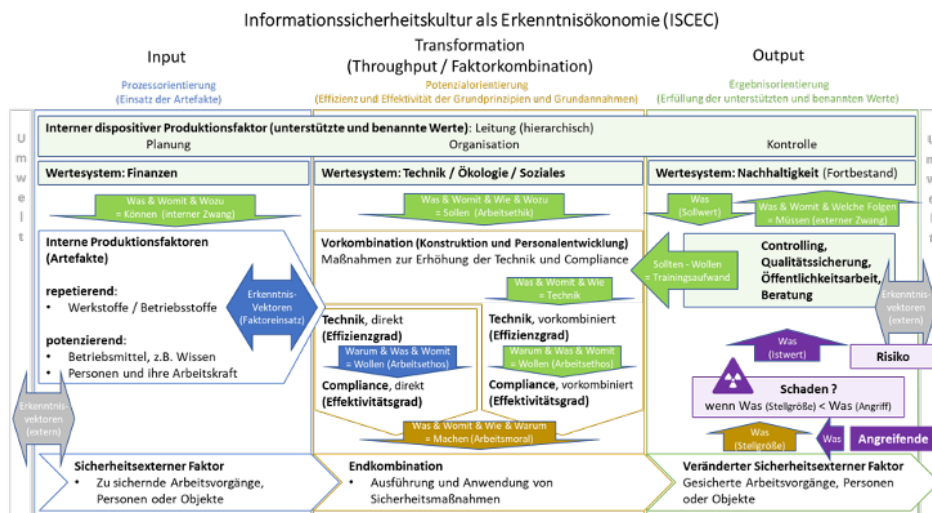 Informationssicherheitskultur als Erkenntnisökonomie (ISCEC)
Input
Transformation
(Throughput / Faktorkombination)
Output
Prozessorientierung
(Einsatz der Artefakte)
Potenzialorientierung
(Effizienz und Effektivität der Grundprinzipien und Grundannahmen)
Ergebnisorientierung
(Erfüllung der unterstützten und benannten Werte)
Umwelt
Interner dispositiver Produktionsfaktor (unterstützte und benannte Werte): Leitung (hierarchisch)
Planung
Organisation
Kontrolle
Umwelt
Wertesystem: Finanzen
Wertesystem: Technik / Ökologie / Soziales
Wertesystem: Nachhaltigkeit (Fortbestand)
Was & Womit & Wozu
= Können (interner Zwang)
Was & Womit & Wie & Wozu
= Sollen (Arbeitsethik)
Was
(Sollwert)
Was & Womit & Welche Folgen
= Müssen (externer Zwang)
Interne Produktionsfaktoren
(Artefakte)
repetierend:
• Werkstoffe / Betriebsstoffe
potenzierend:
• Betriebsmittel, z.B. Wissen
• Personen und ihre Arbeitskraft
Erkenntnis-
Vektoren
(Faktoreinsatz)
Erkenntnis-
vektoren
(extern)
Vorkombination (Konstruktion und Personalentwicklung)
Maßnahmen zur Erhöhung der Technik und Compliance
Was & Womit & Wie
= Technik
Technik, direkt
(Effizienzgrad)
Warum & Was & Womit
= Wollen (Arbeitsethos)
Compliance, direkt
(Effektivitätsgrad)
Technik, vorkombiniert
(Effizienzgrad)
Warum & Was & Womit
= Wollen (Arbeitsethos)
Compliance, vorkombiniert
(Effektivitätsgrad)
Was & Womit & Wie & Warum
= Machen (Arbeitsmoral)
Sollten - Wollen
= Trainingsaufwand
Controlling,
Qualitätssicherung,
Öffentlichkeitsarbeit,
Beratung
Erkenntnis-
vektoren
(extern)
Was
(Istwert)
Risiko
Schaden ?
wenn Was (Stellgröße) < Was (Angriff)
Was
(Stellgröße)
Was
Angreifende
Sicherheitsexterner Faktor
• Zu sichernde Arbeitsvorgänge,
Personen oder Objekte
Endkombination
• Ausführung und Anwendung von
Sicherheitsmaßnahmen
Veränderter Sicherheitsexterner Faktor
Gesicherte Arbeitsvorgänge, Personen
oder Objekte